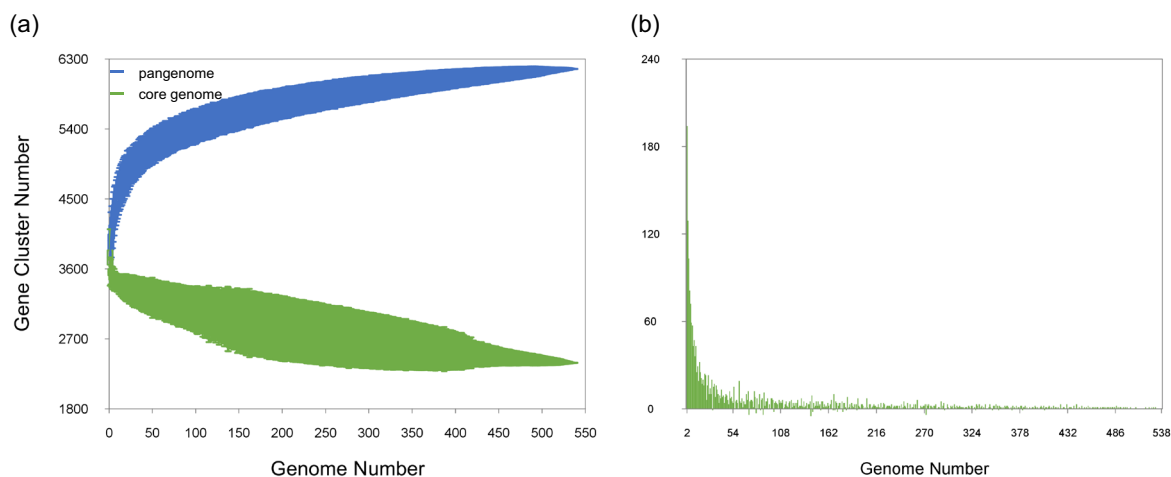 (a)
6300
5400
4500
3600
2700
1800
Gene Cluster Number
pangenome
core genome
0 50 100 150 200 250 300 350 400 450 500 550
Genome Number
(b)
240
180
120
60
0
2 54 108 162 216 270 324 378 432 486 538
Genome Number